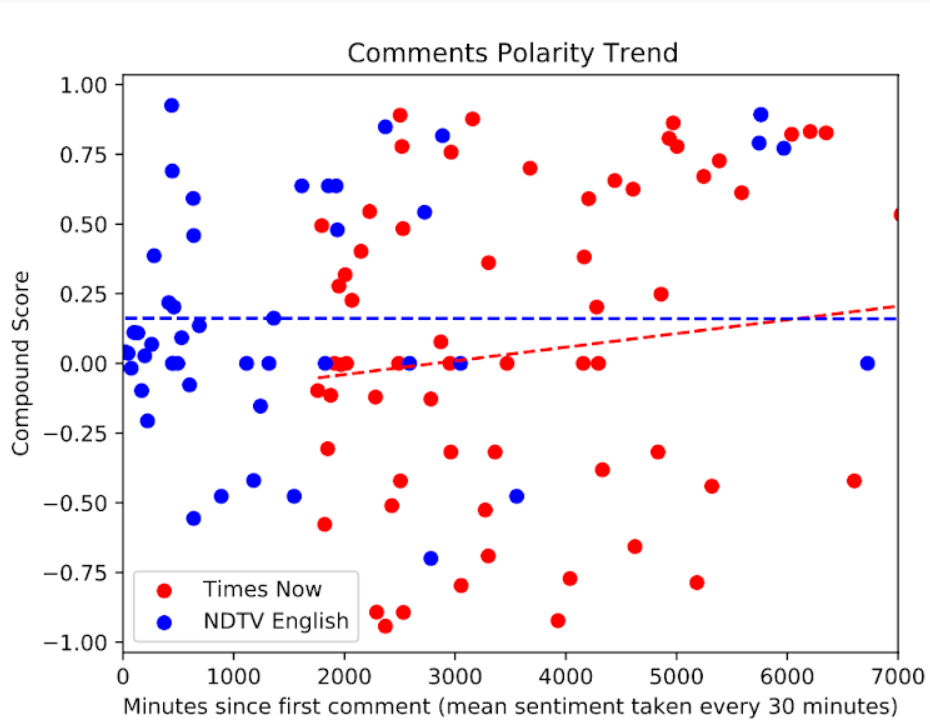 Comments Polarity Trend
Compound Score
1.00
0.75
0.50
0.25
0.00
−0.25
−0.50
−0.75
−1.00
Times Now
NDTV English
0 1000 2000 3000 4000 5000 6000 7000
Minutes since first comment (mean sentiment taken every 30 minutes)